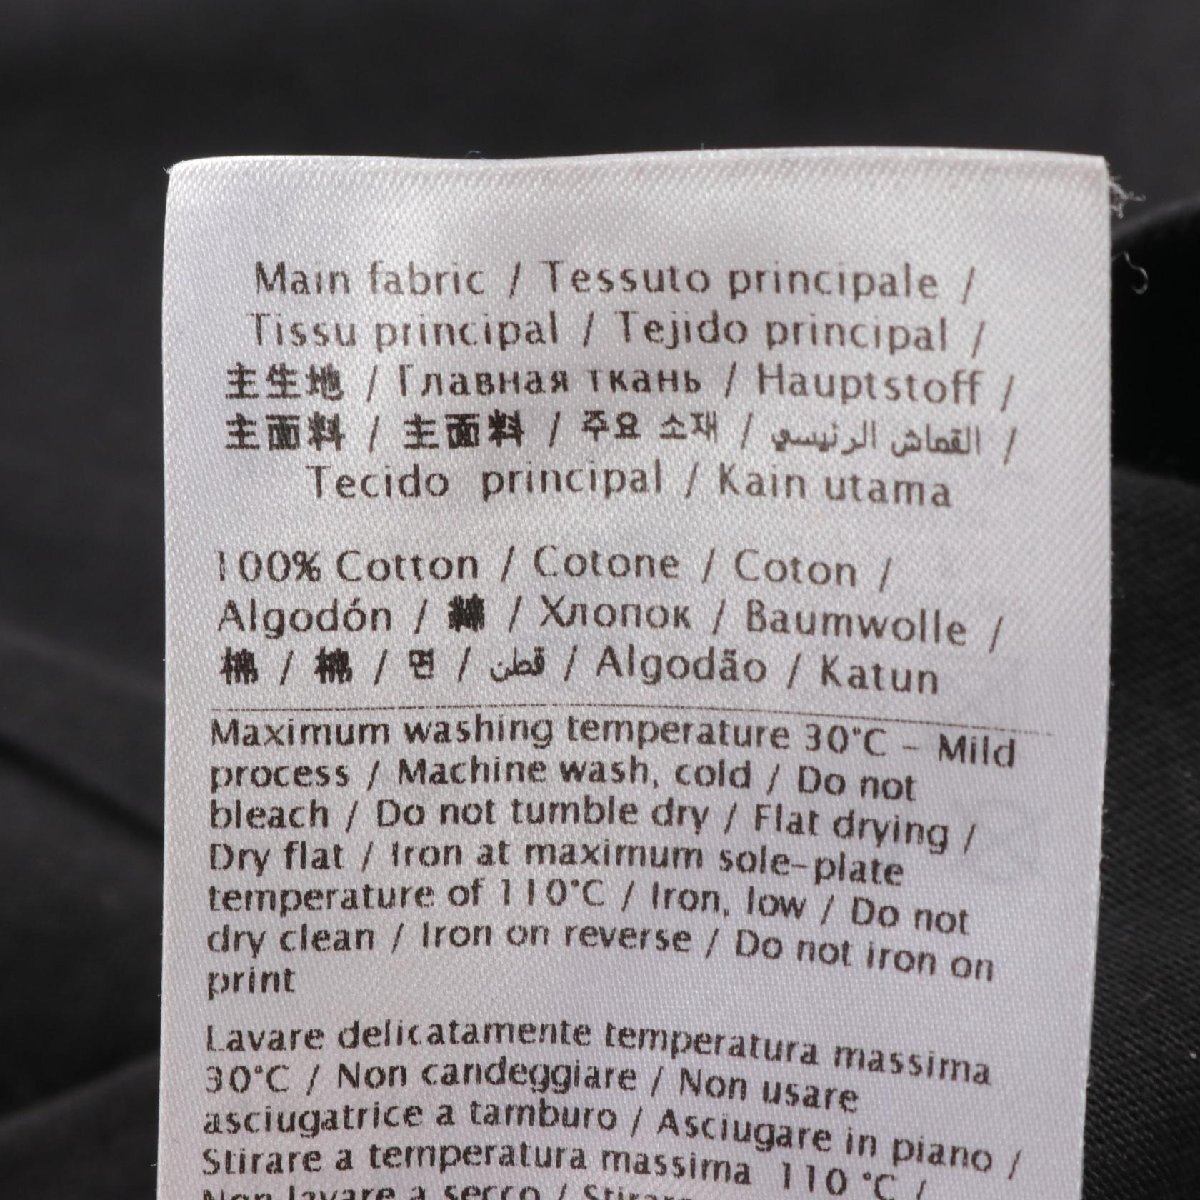 Main fabric / Tessuto principale /
Tissu principal / Tejido principal /
主生地 / Главная ткань / Hauptstoff /
主面料 / 主面料 / 주요 소재 / القماش الرئيسي /
Tecido principal / Kain utama
100% Cotton / Cotone / Coton /
Algodón / 綿 / Хлопок / Baumwolle /
棉 / 棉 / 면 / قطن / Algodão / Katun
Maximum washing temperature 30°C – Mild
process / Machine wash, cold / Do not
bleach / Do not tumble dry / Flat drying /
Dry flat / Iron at maximum sole-plate
temperature of 110°C / Iron, low / Do not
dry clean / Iron on reverse / Do not iron on
print
Lavare delicatamente temperatura massima
30°C / Non candeggiare / Non usare
asciugatrice a tamburo / Asciugare in piano /
Stirare a temperatura massima 110 °C /
Non lavare a secco / Stirare